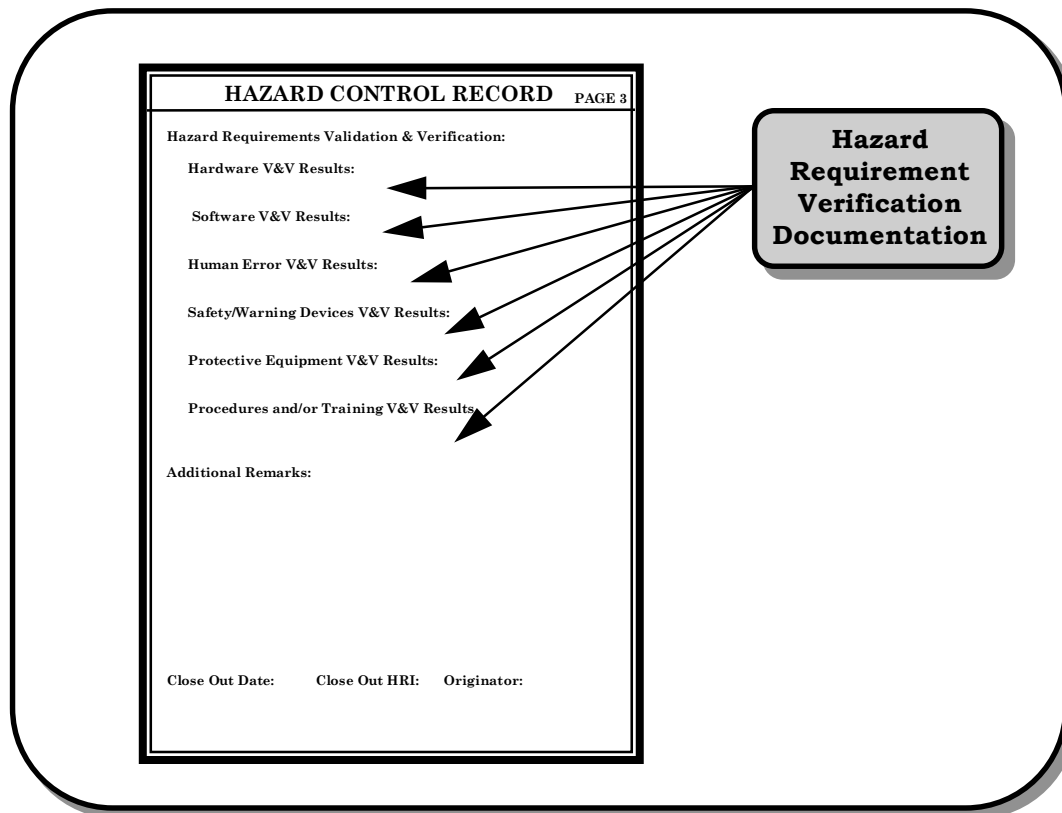 HAZARD CONTROL RECORD PAGE 3
Hazard Requirements Validation & Verification:
Hardware V&V Results:
Software V&V Results:
Human Error V&V Results:
Safety/Warning Devices V&V Results:
Protective Equipment V&V Results:
Procedures and/or Training V&V Results
Additional Remarks:
Close Out Date: Close Out HRI: Originator:
Hazard
Requirement
Verification
Documentation